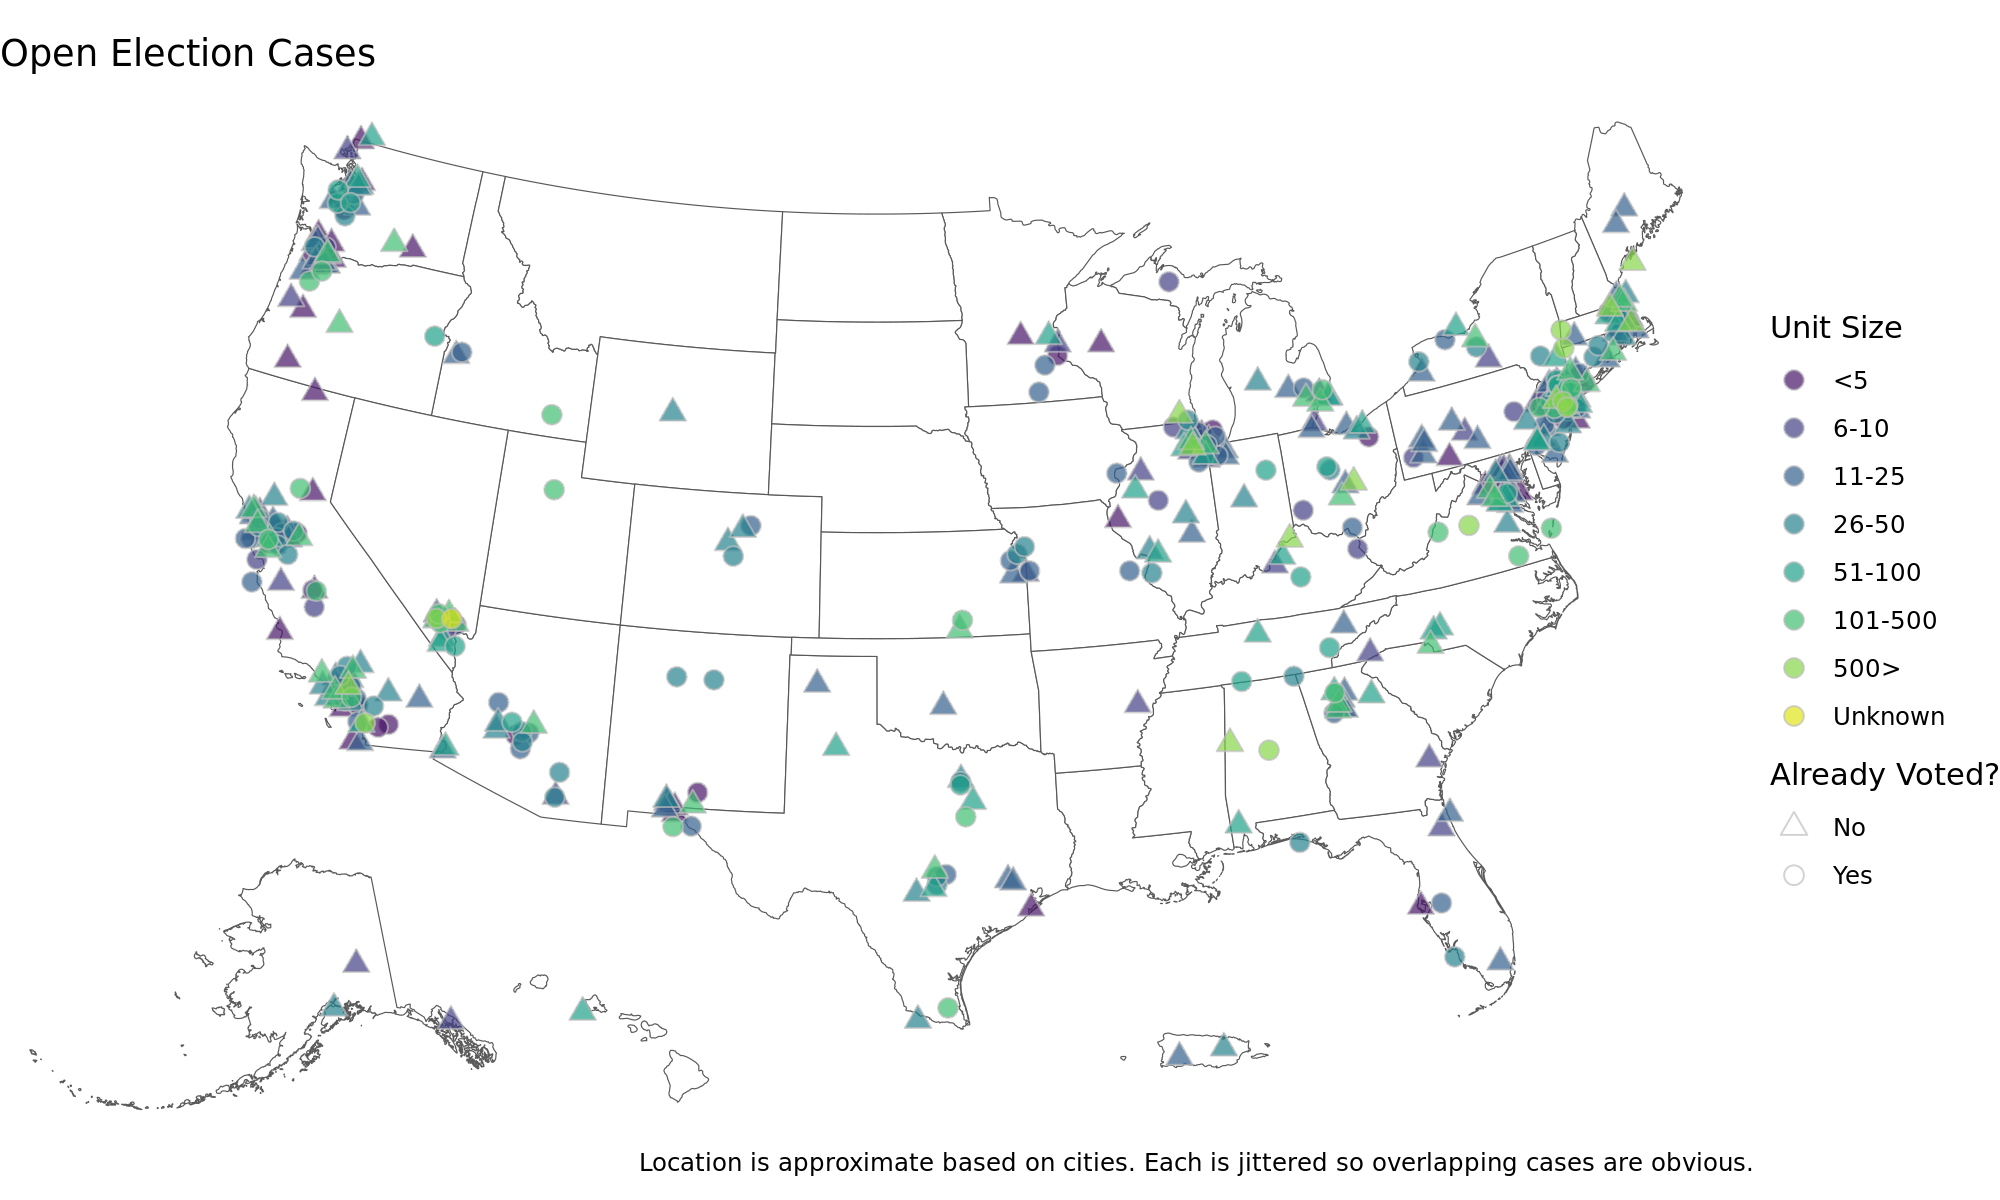 Open Election Cases
Unit Size
<5
6-10
11-25
26-50
51-100
101-500
500>
Unknown
Already Voted?
No
Yes
Location is approximate based on cities. Each is jittered so overlapping cases are obvious.